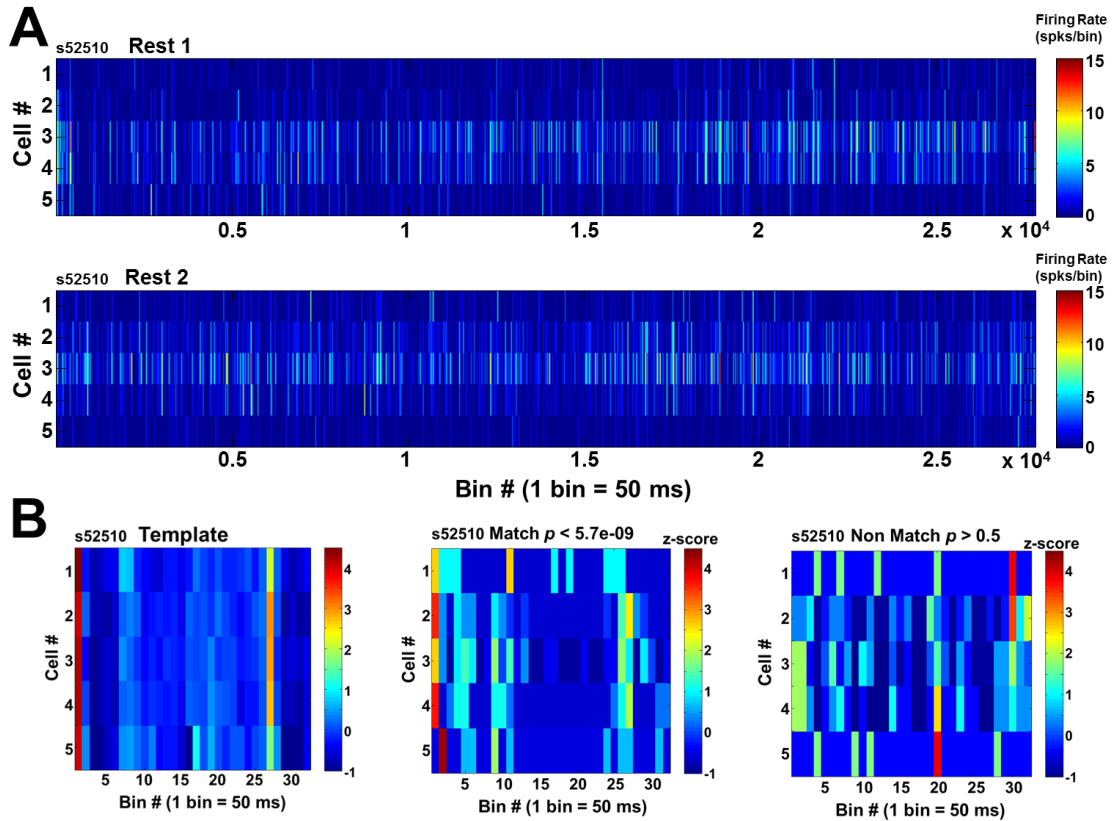 A
s52510 Rest 1
Firing Rate
(spks/bin)
Cell #
1
2
3
4
5
15
10
5
0
0.5 1 1.5 2 2.5 x 10⁴
s52510 Rest 2
Firing Rate
(spks/bin)
Cell #
1
2
3
4
5
15
10
5
0
0.5 1 1.5 2 2.5 x 10⁴
Bin # (1 bin = 50 ms)
B
s52510 Template
Cell #
1
2
3
4
5
4
3
2
1
0
-1
5 10 15 20 25 30
Bin # (1 bin = 50 ms)
s52510 Match p < 5.7e-09
z-score
Cell #
1
2
3
4
5
4
3
2
1
0
-1
5 10 15 20 25 30
Bin # (1 bin = 50 ms)
s52510 Non Match p > 0.5
z-score
Cell #
1
2
3
4
5
4
3
2
1
0
-1
5 10 15 20 25 30
Bin # (1 bin = 50 ms)